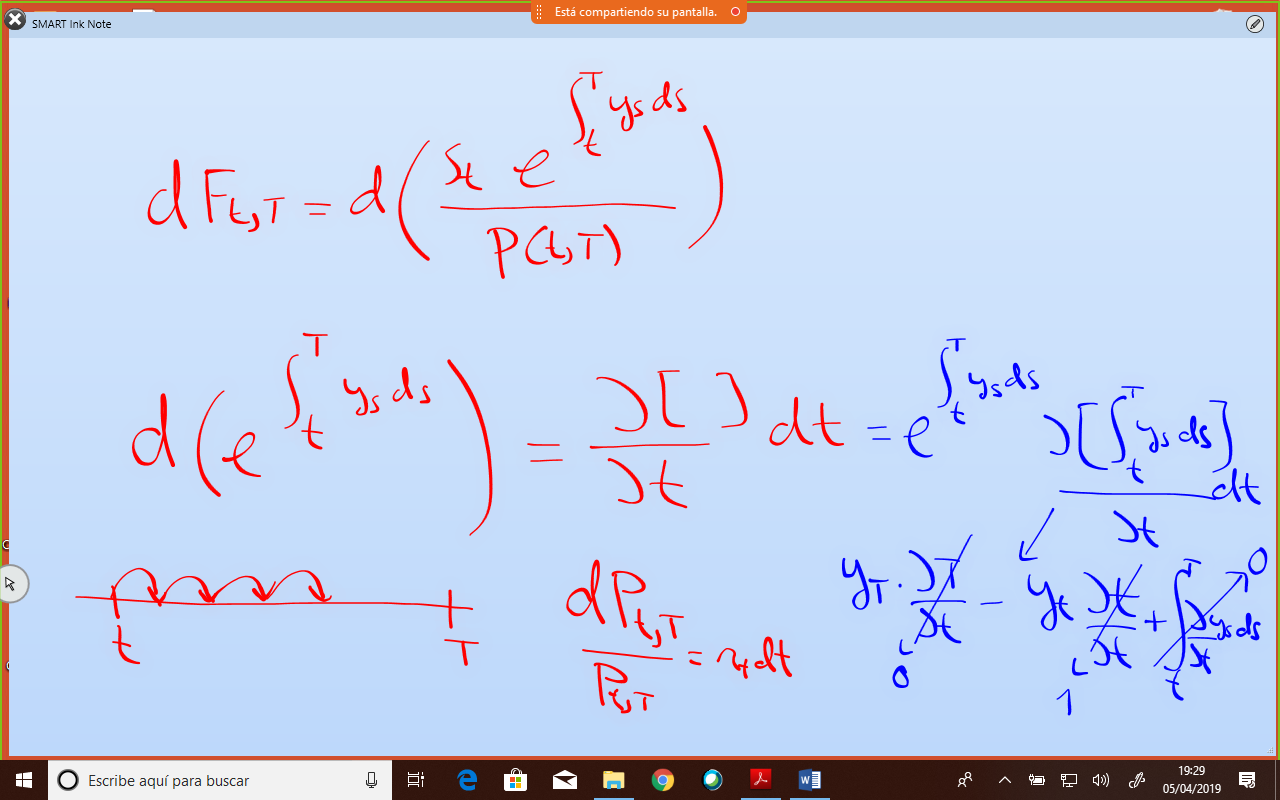 Está compartiendo su pantalla.
SMART Ink Note
dF_{t,T} = d( S_t e^{∫_t^T y_s ds} / P(t,T) )
d( e^{∫_t^T y_s ds} ) = ∂[ ] / ∂t dt = e^{∫_t^T y_s ds} ∂[ ∫_t^T y_s ds ] / ∂t dt
y_T · ∂T/∂t - y_t ∂t/∂t + ∫_t^T ∂y_s/∂t ds
0 1 0
t T
dP_{t,T} / P_{t,T} = r_t dt
Escribe aquí para buscar
19:29
05/04/2019